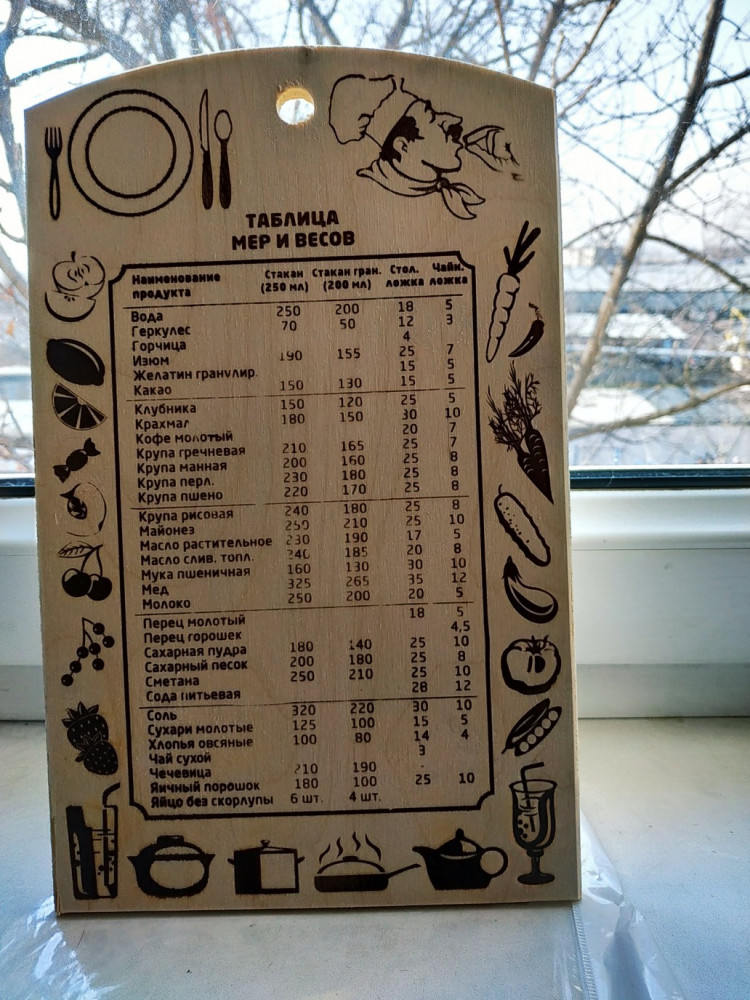 ТАБЛИЦА
МЕР И ВЕСОВ
Наименование Стакан Стакан гран. Стол. Чайн.
продукта (250 мл) (200 мл) ложка ложка
Вода 250 200 18 5
Геркулес 70 50 12 3
Горчица 4
Изюм 190 155 25 7
Желатин гранулир. 15 5
Какао 150 130 15 5
Клубника 150 120 25 5
Крахмал 180 150 30 10
Кофе молотый 20 7
Крупа гречневая 210 165 25 7
Крупа манная 200 160 25 8
Крупа перл. 230 180 25 8
Крупа пшено 220 170 25 8
Крупа рисовая 240 180 25 8
Майонез 250 210 25 10
Масло растительное 230 190 17 5
Масло слив. топл. 240 185 20 8
Мука пшеничная 160 130 30 10
Мед 325 265 35 12
Молоко 250 200 20 5
Перец молотый 18 5
Перец горошек 4,5
Сахарная пудра 180 140 25 10
Сахарный песок 200 180 25 8
Сметана 250 210 25 10
Сода питьевая 28 12
Соль 320 220 30 10
Сухари молотые 125 100 15 5
Хлопья овсяные 100 80 14 4
Чай сухой 3
Чечевица 210 190 -
Яичный порошок 180 100 25 10
Яйцо без скорлупы 6 шт. 4 шт.